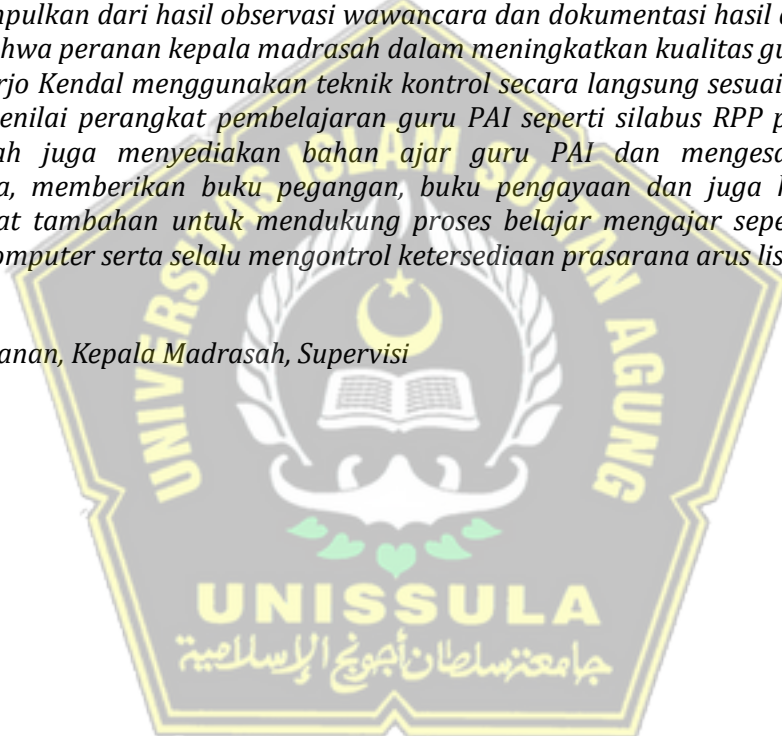 mpulkan dari hasil observasi wawancara dan dokumentasi hasil
hwa peranan kepala madrasah dalam meningkatkan kualitas gu
rjo Kendal menggunakan teknik kontrol secara langsung sesuai
enilai perangkat pembelajaran guru PAI seperti silabus RPP p
ah juga menyediakan bahan ajar guru PAI dan mengesa
a, memberikan buku pegangan, buku pengayaan dan juga
at tambahan untuk mendukung proses belajar mengajar sepe
omputer serta selalu mengontrol ketersediaan prasarana arus lis
anan, Kepala Madrasah, Supervisi
UNIVERSITAS ISLAM SULTAN AGUNG
UNISSULA
جامعة سلطان أجونج الإسلامية